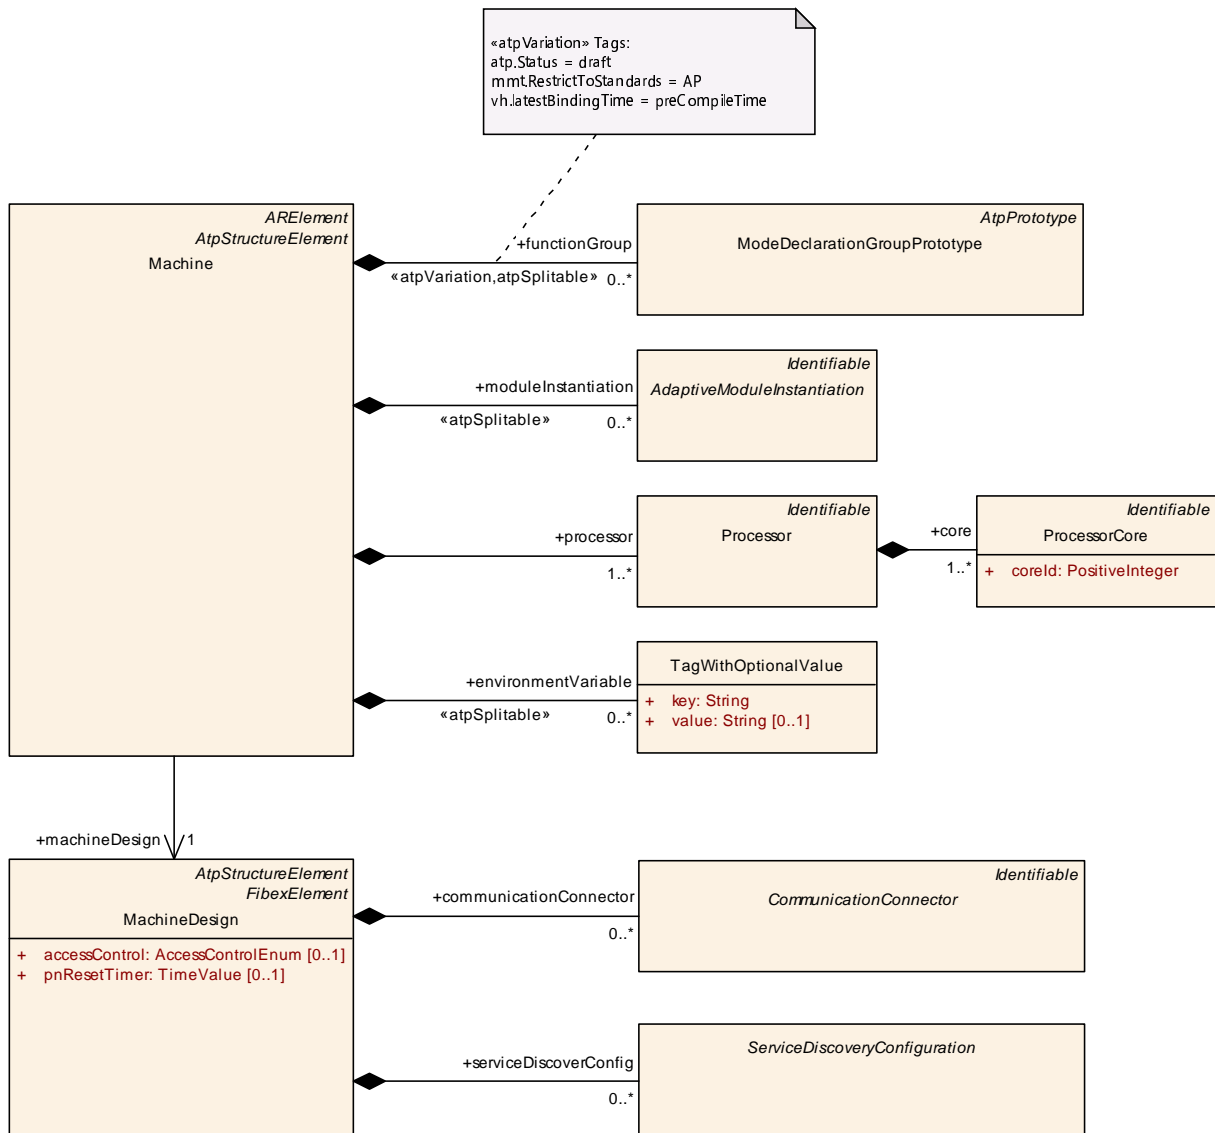 «atpVariation» Tags:
atp.Status = draft
mmt.RestrictToStandards = AP
vh.latestBindingTime = preCompileTime
ARElement
AtpStructureElement
Machine
+functionGroup
«atpVariation,atpSplitable» 0..*
AtpPrototype
ModeDeclarationGroupPrototype
+moduleInstantiation
«atpSplitable» 0..*
Identifiable
AdaptiveModuleInstantiation
+processor
1..*
Identifiable
Processor
+core
1..*
Identifiable
ProcessorCore
+ coreId: PositiveInteger
+environmentVariable
«atpSplitable» 0..*
TagWithOptionalValue
+ key: String
+ value: String [0..1]
+machineDesign 1
AtpStructureElement
FibexElement
MachineDesign
+ accessControl: AccessControlEnum [0..1]
+ pnResetTimer: TimeValue [0..1]
+communicationConnector
0..*
Identifiable
CommunicationConnector
+serviceDiscoverConfig
0..*
ServiceDiscoveryConfiguration